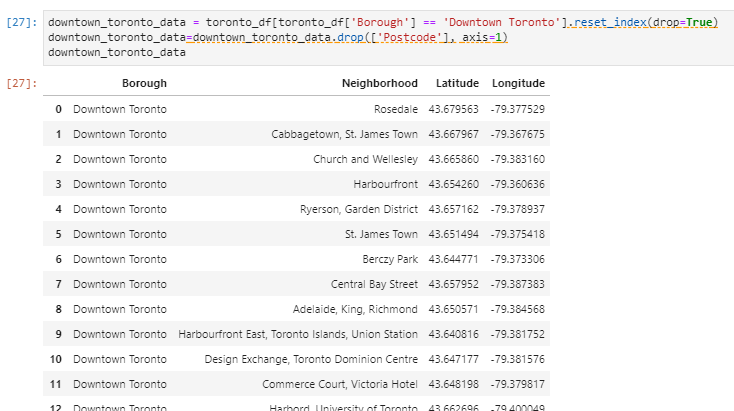 [27]: downtown_toronto_data = toronto_df[toronto_df['Borough'] == 'Downtown Toronto'].reset_index(drop=True)
downtown_toronto_data=downtown_toronto_data.drop(['Postcode'], axis=1)
downtown_toronto_data
[27]: Borough Neighborhood Latitude Longitude
0 Downtown Toronto Rosedale 43.679563 -79.377529
1 Downtown Toronto Cabbagetown, St. James Town 43.667967 -79.367675
2 Downtown Toronto Church and Wellesley 43.665860 -79.383160
3 Downtown Toronto Harbourfront 43.654260 -79.360636
4 Downtown Toronto Ryerson, Garden District 43.657162 -79.378937
5 Downtown Toronto St. James Town 43.651494 -79.375418
6 Downtown Toronto Berczy Park 43.644771 -79.373306
7 Downtown Toronto Central Bay Street 43.657952 -79.387383
8 Downtown Toronto Adelaide, King, Richmond 43.650571 -79.384568
9 Downtown Toronto Harbourfront East, Toronto Islands, Union Station 43.640816 -79.381752
10 Downtown Toronto Design Exchange, Toronto Dominion Centre 43.647177 -79.381576
11 Downtown Toronto Commerce Court, Victoria Hotel 43.648198 -79.379817
12 Downtown Toronto Harbord, University of Toronto 43.662696 -79.400049